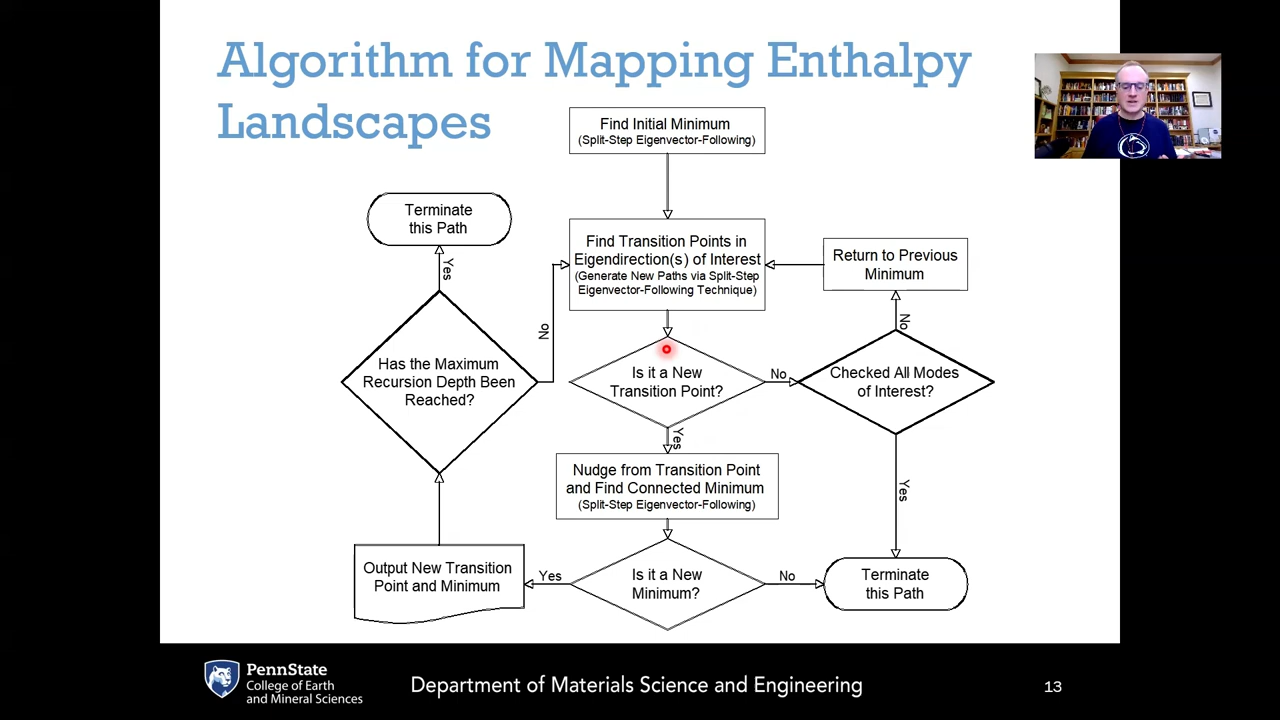 Algorithm for Mapping Enthalpy
Landscapes
Find Initial Minimum
(Split-Step Eigenvector-Following)
Terminate
this Path
Yes
Find Transition Points in
Eigendirection(s) of Interest
(Generate New Paths via Split-Step
Eigenvector-Following Technique)
Return to Previous
Minimum
No
No
Has the Maximum
Recursion Depth Been
Reached?
Is it a New
Transition Point?
No
Checked All Modes
of Interest?
Yes
Nudge from Transition Point
and Find Connected Minimum
(Split-Step Eigenvector-Following)
Yes
Output New Transition
Point and Minimum
Yes
Is it a New
Minimum?
No
Terminate
this Path
PennState
College of Earth
and Mineral Sciences
Department of Materials Science and Engineering
13